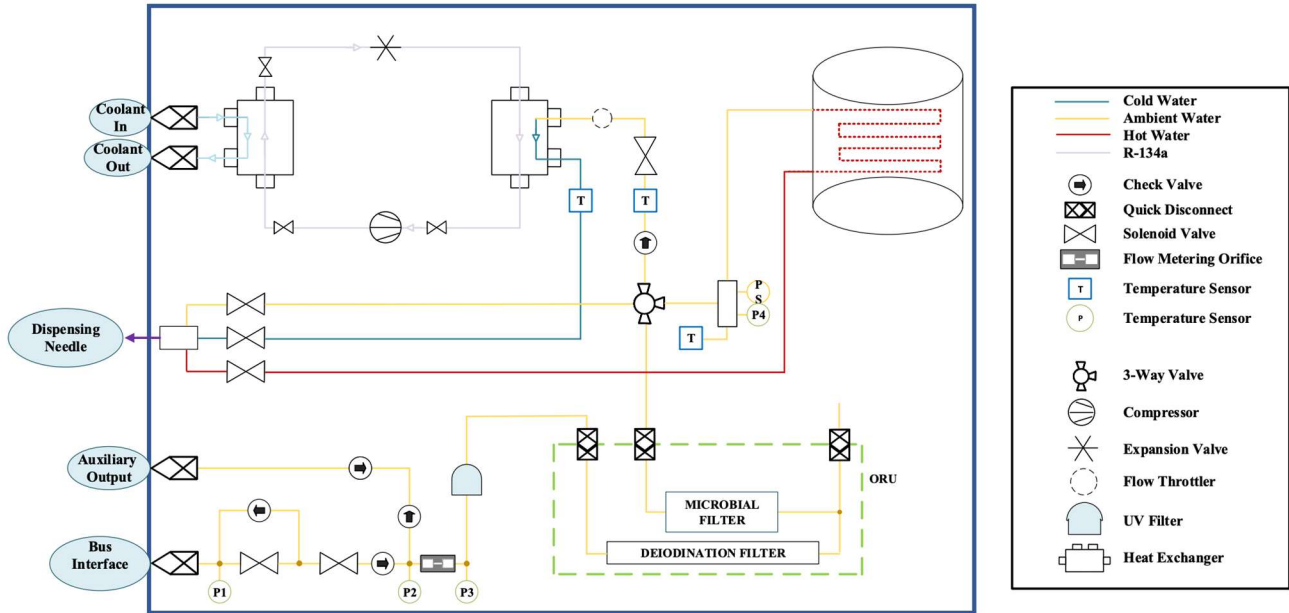 Coolant
In
Coolant
Out
T
T
P
S
P4
T
Dispensing
Needle
Auxiliary
Output
Bus
Interface
P1
P2
P3
ORU
MICROBIAL
FILTER
DEIODINATION FILTER
Cold Water
Ambient Water
Hot Water
R-134a
Check Valve
Quick Disconnect
Solenoid Valve
Flow Metering Orifice
T
Temperature Sensor
P
Temperature Sensor
3-Way Valve
Compressor
Expansion Valve
Flow Throttler
UV Filter
Heat Exchanger